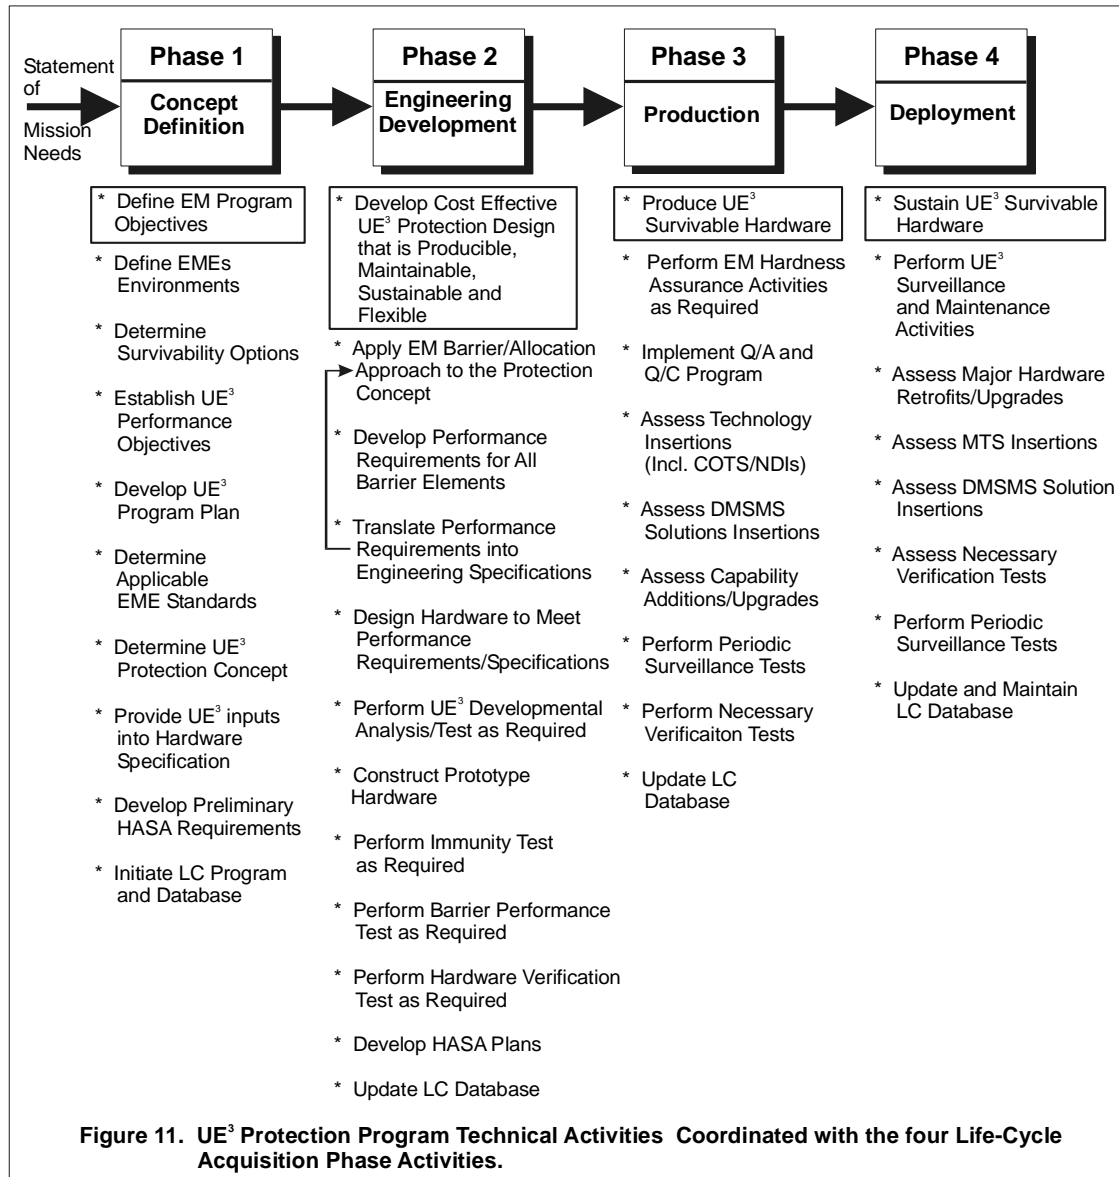 Statement
of
Mission
Needs
Phase 1
Concept
Definition
Phase 2
Engineering
Development
Phase 3
Production
Phase 4
Deployment
* Define EM Program
Objectives
* Define EMEs
Environments
* Determine
Survivability Options
* Establish UE³
Performance
Objectives
* Develop UE³
Program Plan
* Determine
Applicable
EME Standards
* Determine UE³
Protection Concept
* Provide UE³ inputs
into Hardware
Specification
* Develop Preliminary
HASA Requirements
* Initiate LC Program
and Database
* Develop Cost Effective
UE³ Protection Design
that is Producible,
Maintainable,
Sustainable and
Flexible
* Apply EM Barrier/Allocation
Approach to the Protection
Concept
* Develop Performance
Requirements for All
Barrier Elements
* Translate Performance
Requirements into
Engineering Specifications
* Design Hardware to Meet
Performance
Requirements/Specifications
* Perform UE³ Developmental
Analysis/Test as Required
* Construct Prototype
Hardware
* Perform Immunity Test
as Required
* Perform Barrier Performance
Test as Required
* Perform Hardware Verification
Test as Required
* Develop HASA Plans
* Update LC Database
* Produce UE³
Survivable Hardware
* Perform EM Hardness
Assurance Activities
as Required
* Implement Q/A and
Q/C Program
* Assess Technology
Insertions
(Incl. COTS/NDIs)
* Assess DMSMS
Solutions Insertions
* Assess Capability
Additions/Upgrades
* Perform Periodic
Surveillance Tests
* Perform Necessary
Verificaiton Tests
* Update LC
Database
* Sustain UE³ Survivable
Hardware
* Perform UE³
Surveillance
and Maintenance
Activities
* Assess Major Hardware
Retrofits/Upgrades
* Assess MTS Insertions
* Assess DMSMS Solution
Insertions
* Assess Necessary
Verification Tests
* Perform Periodic
Surveillance Tests
* Update and Maintain
LC Database
Figure 11. UE³ Protection Program Technical Activities Coordinated with the four Life-Cycle
Acquisition Phase Activities.